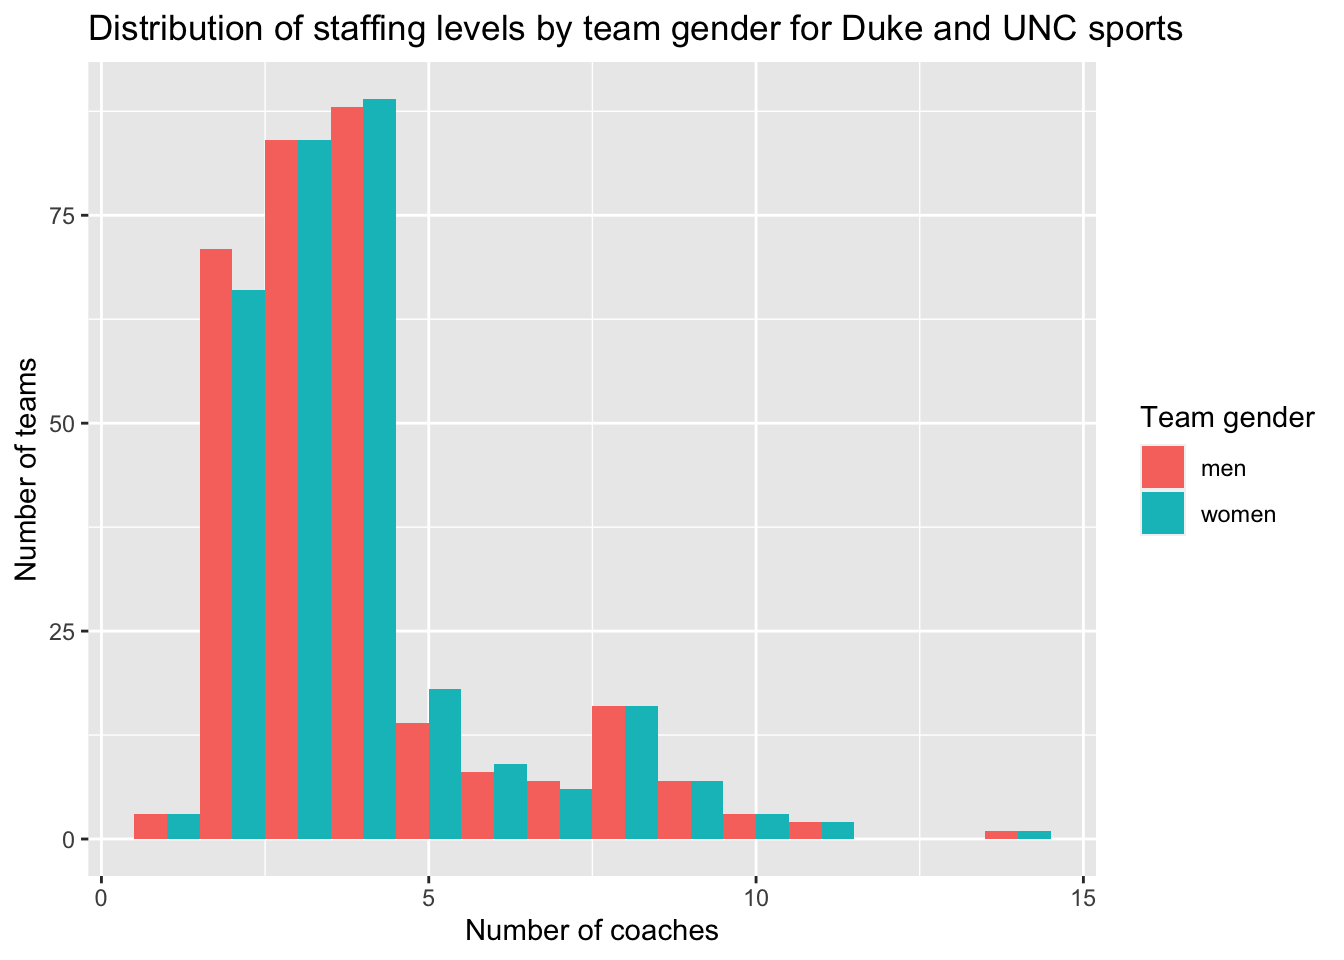 Distribution of staffing levels by team gender for Duke and UNC sports
Number of teams
75
50
25
0
0 5 10 15
Number of coaches
Team gender
men
women